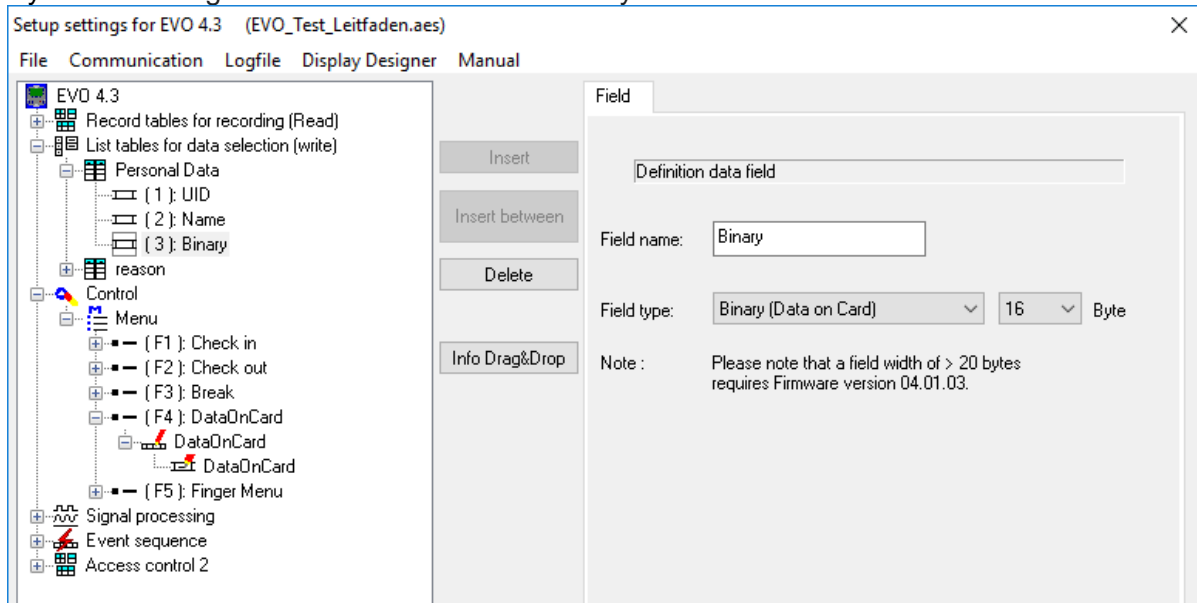 Setup settings for EVO 4.3 (EVO_Test_Leitfaden.aes)
File Communication Logfile Display Designer Manual
EVO 4.3
Record tables for recording (Read)
List tables for data selection (write)
Personal Data
( 1 ): UID
( 2 ): Name
( 3 ): Binary
reason
Control
Menu
( F1 ): Check in
( F2 ): Check out
( F3 ): Break
( F4 ): DataOnCard
DataOnCard
DataOnCard
( F5 ): Finger Menu
Signal processing
Event sequence
Access control 2
Insert
Insert between
Delete
Info Drag&Drop
Field
Definition data field
Field name: Binary
Field type: Binary (Data on Card) 16 Byte
Note : Please note that a field width of > 20 bytes
requires Firmware version 04.01.03.